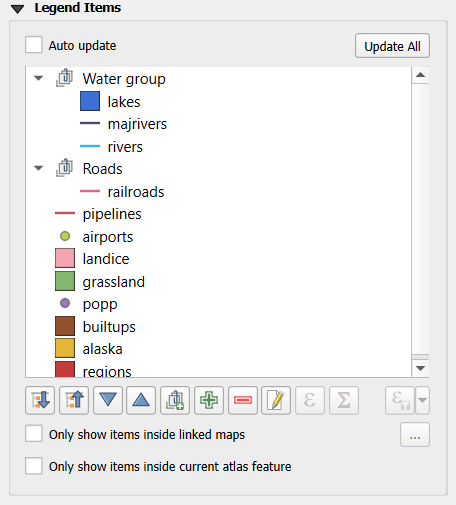 Legend Items
Auto update
Update All
Water group
lakes
majrivers
rivers
Roads
railroads
pipelines
airports
landice
grassland
popp
builtups
alaska
regions
ε Σ ε
Only show items inside linked maps
...
Only show items inside current atlas feature